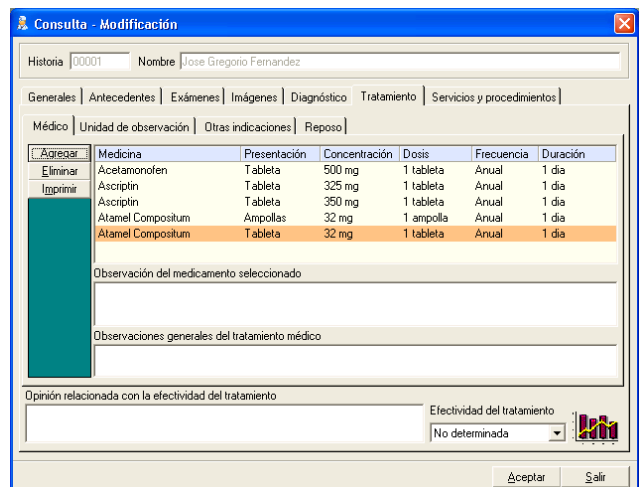 Consulta - Modificación
Historia 00001 Nombre Jose Gregorio Fernandez
Generales Antecedentes Exámenes Imágenes Diagnóstico Tratamiento Servicios y procedimientos
Médico Unidad de observación Otras indicaciones Reposo
Agregar Medicina Presentación Concentración Dosis Frecuencia Duración
Eliminar Acetamonofen Tableta 500 mg 1 tableta Anual 1 dia
Imprimir Ascriptin Tableta 325 mg 1 tableta Anual 1 dia
Ascriptin Tableta 350 mg 1 tableta Anual 1 dia
Atamel Compositum Ampollas 32 mg 1 ampolla Anual 1 dia
Atamel Compositum Tableta 32 mg 1 tableta Anual 1 dia
Observación del medicamento seleccionado
Observaciones generales del tratamiento médico
Opinión relacionada con la efectividad del tratamiento
Efectividad del tratamiento
No determinada
Aceptar Salir